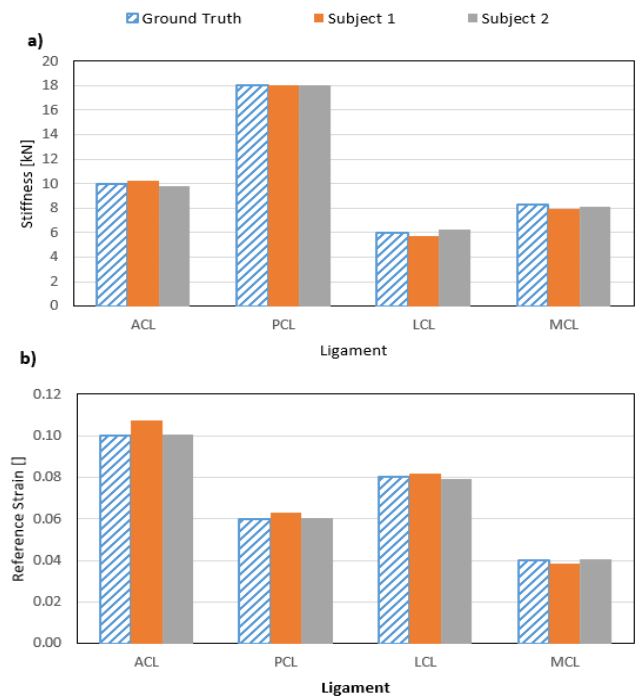 Ground Truth Subject 1 Subject 2
a)
20
18
16
14
12
10
8
6
4
2
0
Stiffness [kN]
ACL PCL LCL MCL
Ligament
b)
0.12
0.10
0.08
0.06
0.04
0.02
0.00
Reference Strain []
ACL PCL LCL MCL
Ligament